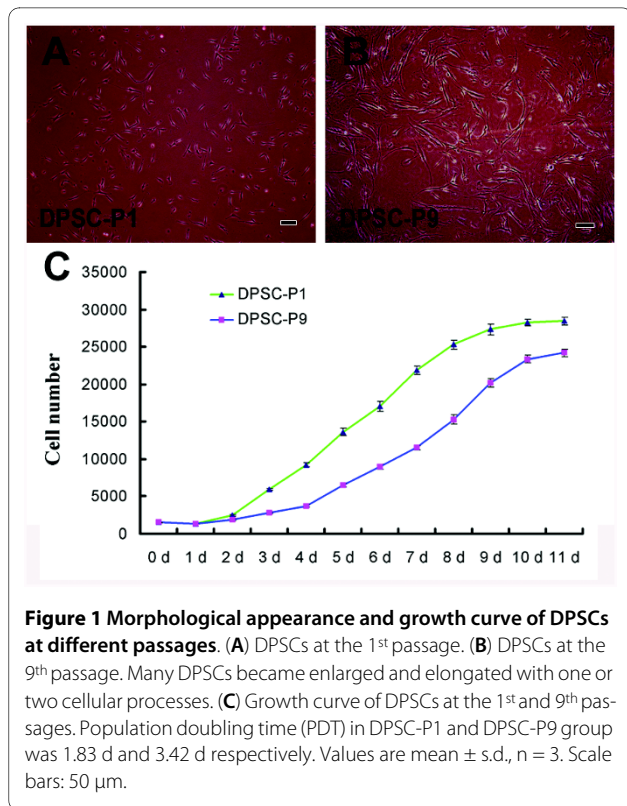 A
B
DPSC-P1
DPSC-P9
C
35000
30000
25000
20000
15000
10000
5000
0
Cell number
DPSC-P1
DPSC-P9
0 d 1 d 2 d 3 d 4 d 5 d 6 d 7 d 8 d 9 d 10 d 11 d
Figure 1 Morphological appearance and growth curve of DPSCs
at different passages. (A) DPSCs at the 1st passage. (B) DPSCs at the
9th passage. Many DPSCs became enlarged and elongated with one or
two cellular processes. (C) Growth curve of DPSCs at the 1st and 9th pas-
sages. Population doubling time (PDT) in DPSC-P1 and DPSC-P9 group
was 1.83 d and 3.42 d respectively. Values are mean ± s.d., n = 3. Scale
bars: 50 μm.